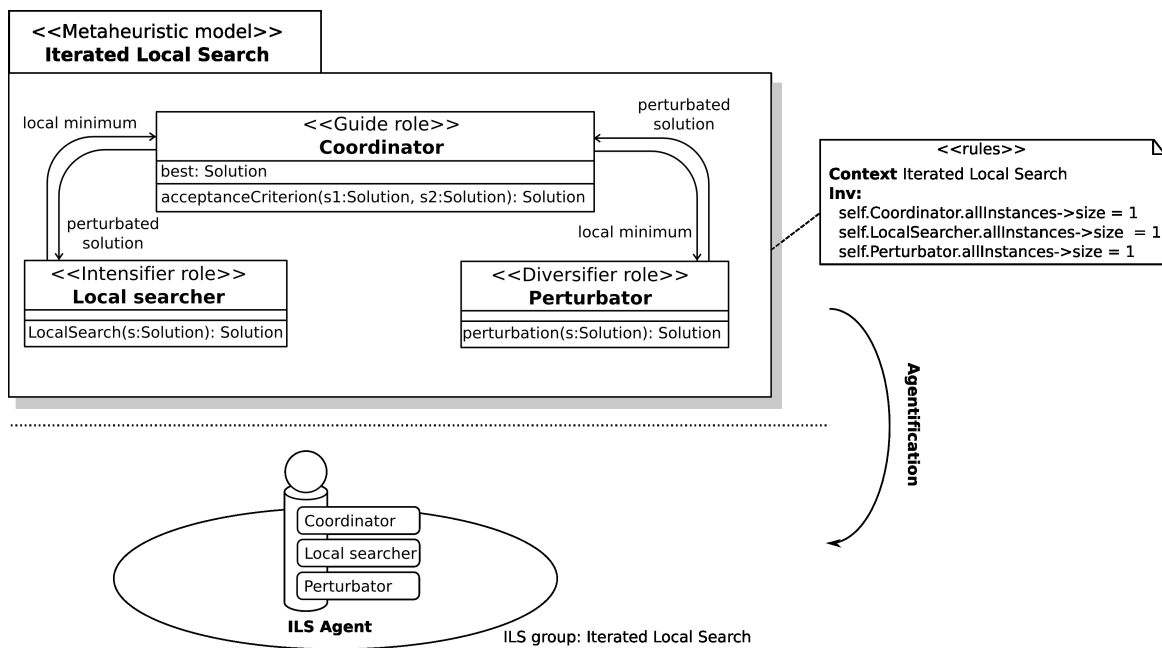 <<Metaheuristic model>>
Iterated Local Search
local minimum
<<Guide role>>
Coordinator
best: Solution
acceptanceCriterion(s1:Solution, s2:Solution): Solution
perturbated
solution
perturbated
solution
local minimum
<<Intensifier role>>
Local searcher
LocalSearch(s:Solution): Solution
<<Diversifier role>>
Perturbator
perturbation(s:Solution): Solution
<<rules>>
Context Iterated Local Search
Inv:
self.Coordinator.allInstances->size = 1
self.LocalSearcher.allInstances->size = 1
self.Perturbator.allInstances->size = 1
Agentification
Coordinator
Local searcher
Perturbator
ILS Agent
ILS group: Iterated Local Search